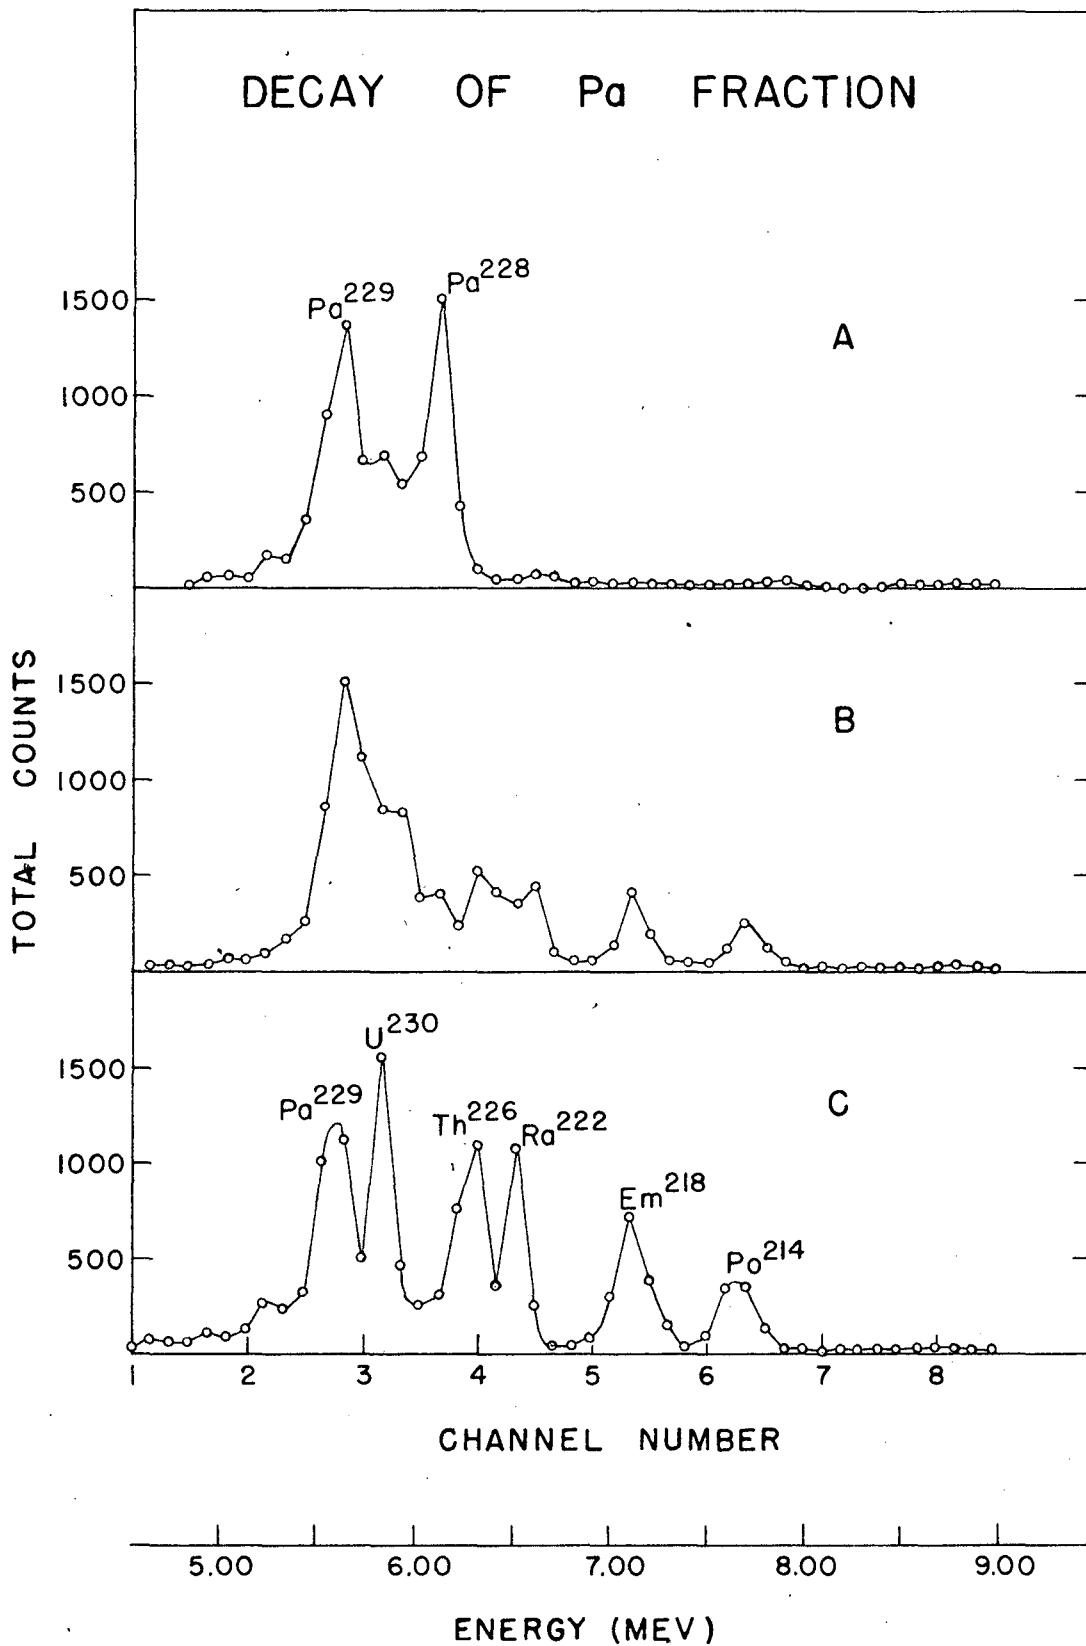 DECAY OF Pa FRACTION
Pa²²⁹
Pa²²⁸
1500
1000
500
A
TOTAL COUNTS
1500
1000
500
B
U²³⁰
Pa²²⁹
Th²²⁶
Ra²²²
Em²¹⁸
Po²¹⁴
1500
1000
500
C
1 2 3 4 5 6 7 8
CHANNEL NUMBER
5.00 6.00 7.00 8.00 9.00
ENERGY (MEV)